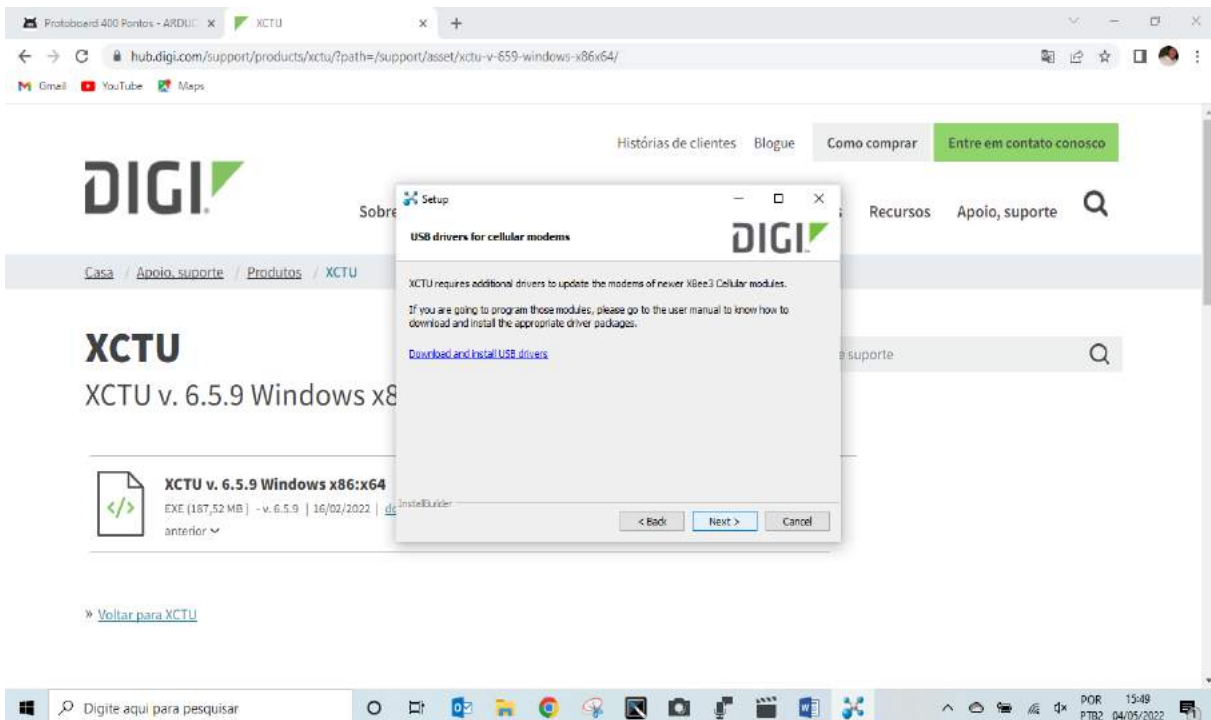 Protoboard 400 Pontos - ARDUI
XCTU
hub.digi.com/support/products/xctu/?path=/support/asset/xctu-v-659-windows-x86x64/
Gmail YouTube Maps
Histórias de clientes Blogue Como comprar Entre em contato conosco
DIGI
Sobre
Recursos Apoio, suporte
Casa / Apoio, suporte / Produtos / XCTU
Setup
USB drivers for cellular modems
DIGI
XCTU requires additional drivers to update the modems of newer XBee3 Cellular modules.
If you are going to program those modules, please go to the user manual to know how to
download and install the appropriate driver packages.
Download and install USB drivers
InstallBuilder
< Back Next > Cancel
XCTU
suporte
XCTU v. 6.5.9 Windows x8
XCTU v. 6.5.9 Windows x86:x64
EXE (187,52 MB) - v. 6.5.9 | 16/02/2022 |
anterior
» Voltar para XCTU
Digite aqui para pesquisar
POR
PTB2
15:49
04/05/2022